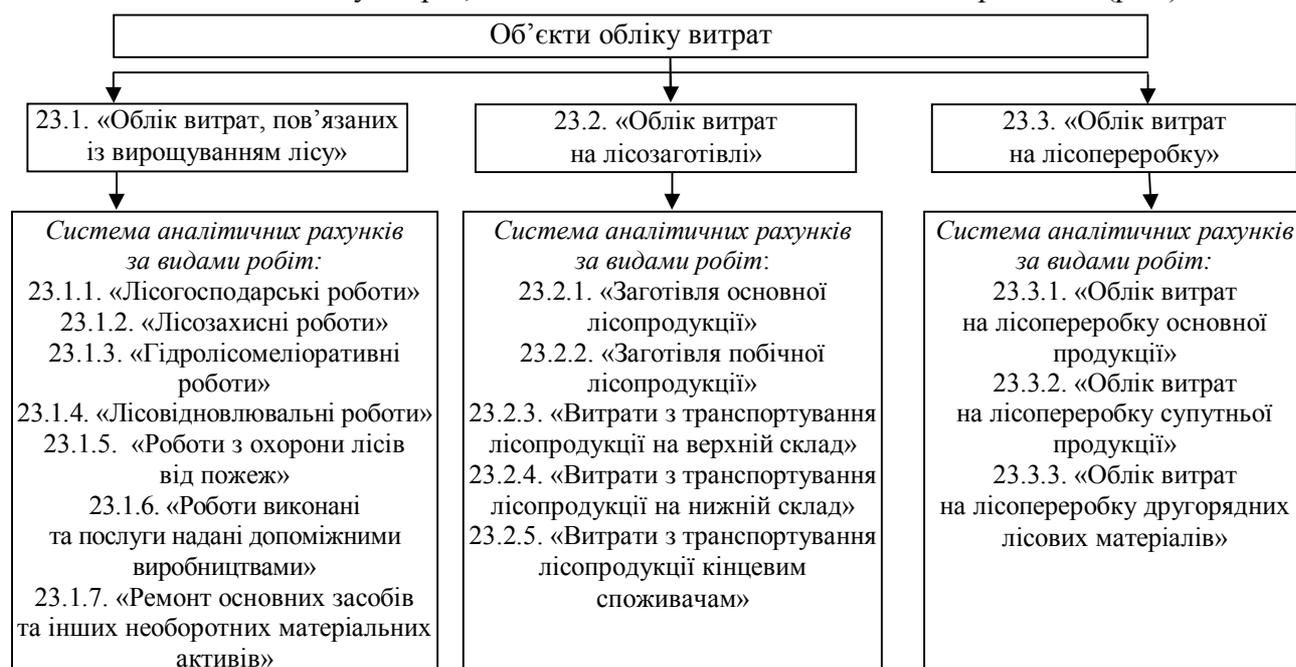 Об’єкти обліку витрат
23.1. «Облік витрат, пов’язаних
із вирощуванням лісу»
23.2. «Облік витрат
на лісозаготівлі»
23.3. «Облік витрат
на лісопереробку»
Система аналітичних рахунків
за видами робіт:
23.1.1. «Лісогосподарські роботи»
23.1.2. «Лісозахисні роботи»
23.1.3. «Гідролісомеліоративні
роботи»
23.1.4. «Лісовідновлювальні роботи»
23.1.5. «Роботи з охорони лісів
від пожеж»
23.1.6. «Роботи виконані
та послуги надані допоміжними
виробництвами»
23.1.7. «Ремонт основних засобів
та інших необоротних матеріальних
активів»
Система аналітичних рахунків
за видами робіт:
23.2.1. «Заготівля основної
лісопродукції»
23.2.2. «Заготівля побічної
лісопродукції»
23.2.3. «Витрати з транспортування
лісопродукції на верхній склад»
23.2.4. «Витрати з транспортування
лісопродукції на нижній склад»
23.2.5. «Витрати з транспортування
лісопродукції кінцевим
споживачам»
Система аналітичних рахунків
за видами робіт:
23.3.1. «Облік витрат
на лісопереробку основної
продукції»
23.3.2. «Облік витрат
на лісопереробку супутньої
продукції»
23.3.3. «Облік витрат
на лісопереробку другорядних
лісових матеріалів»